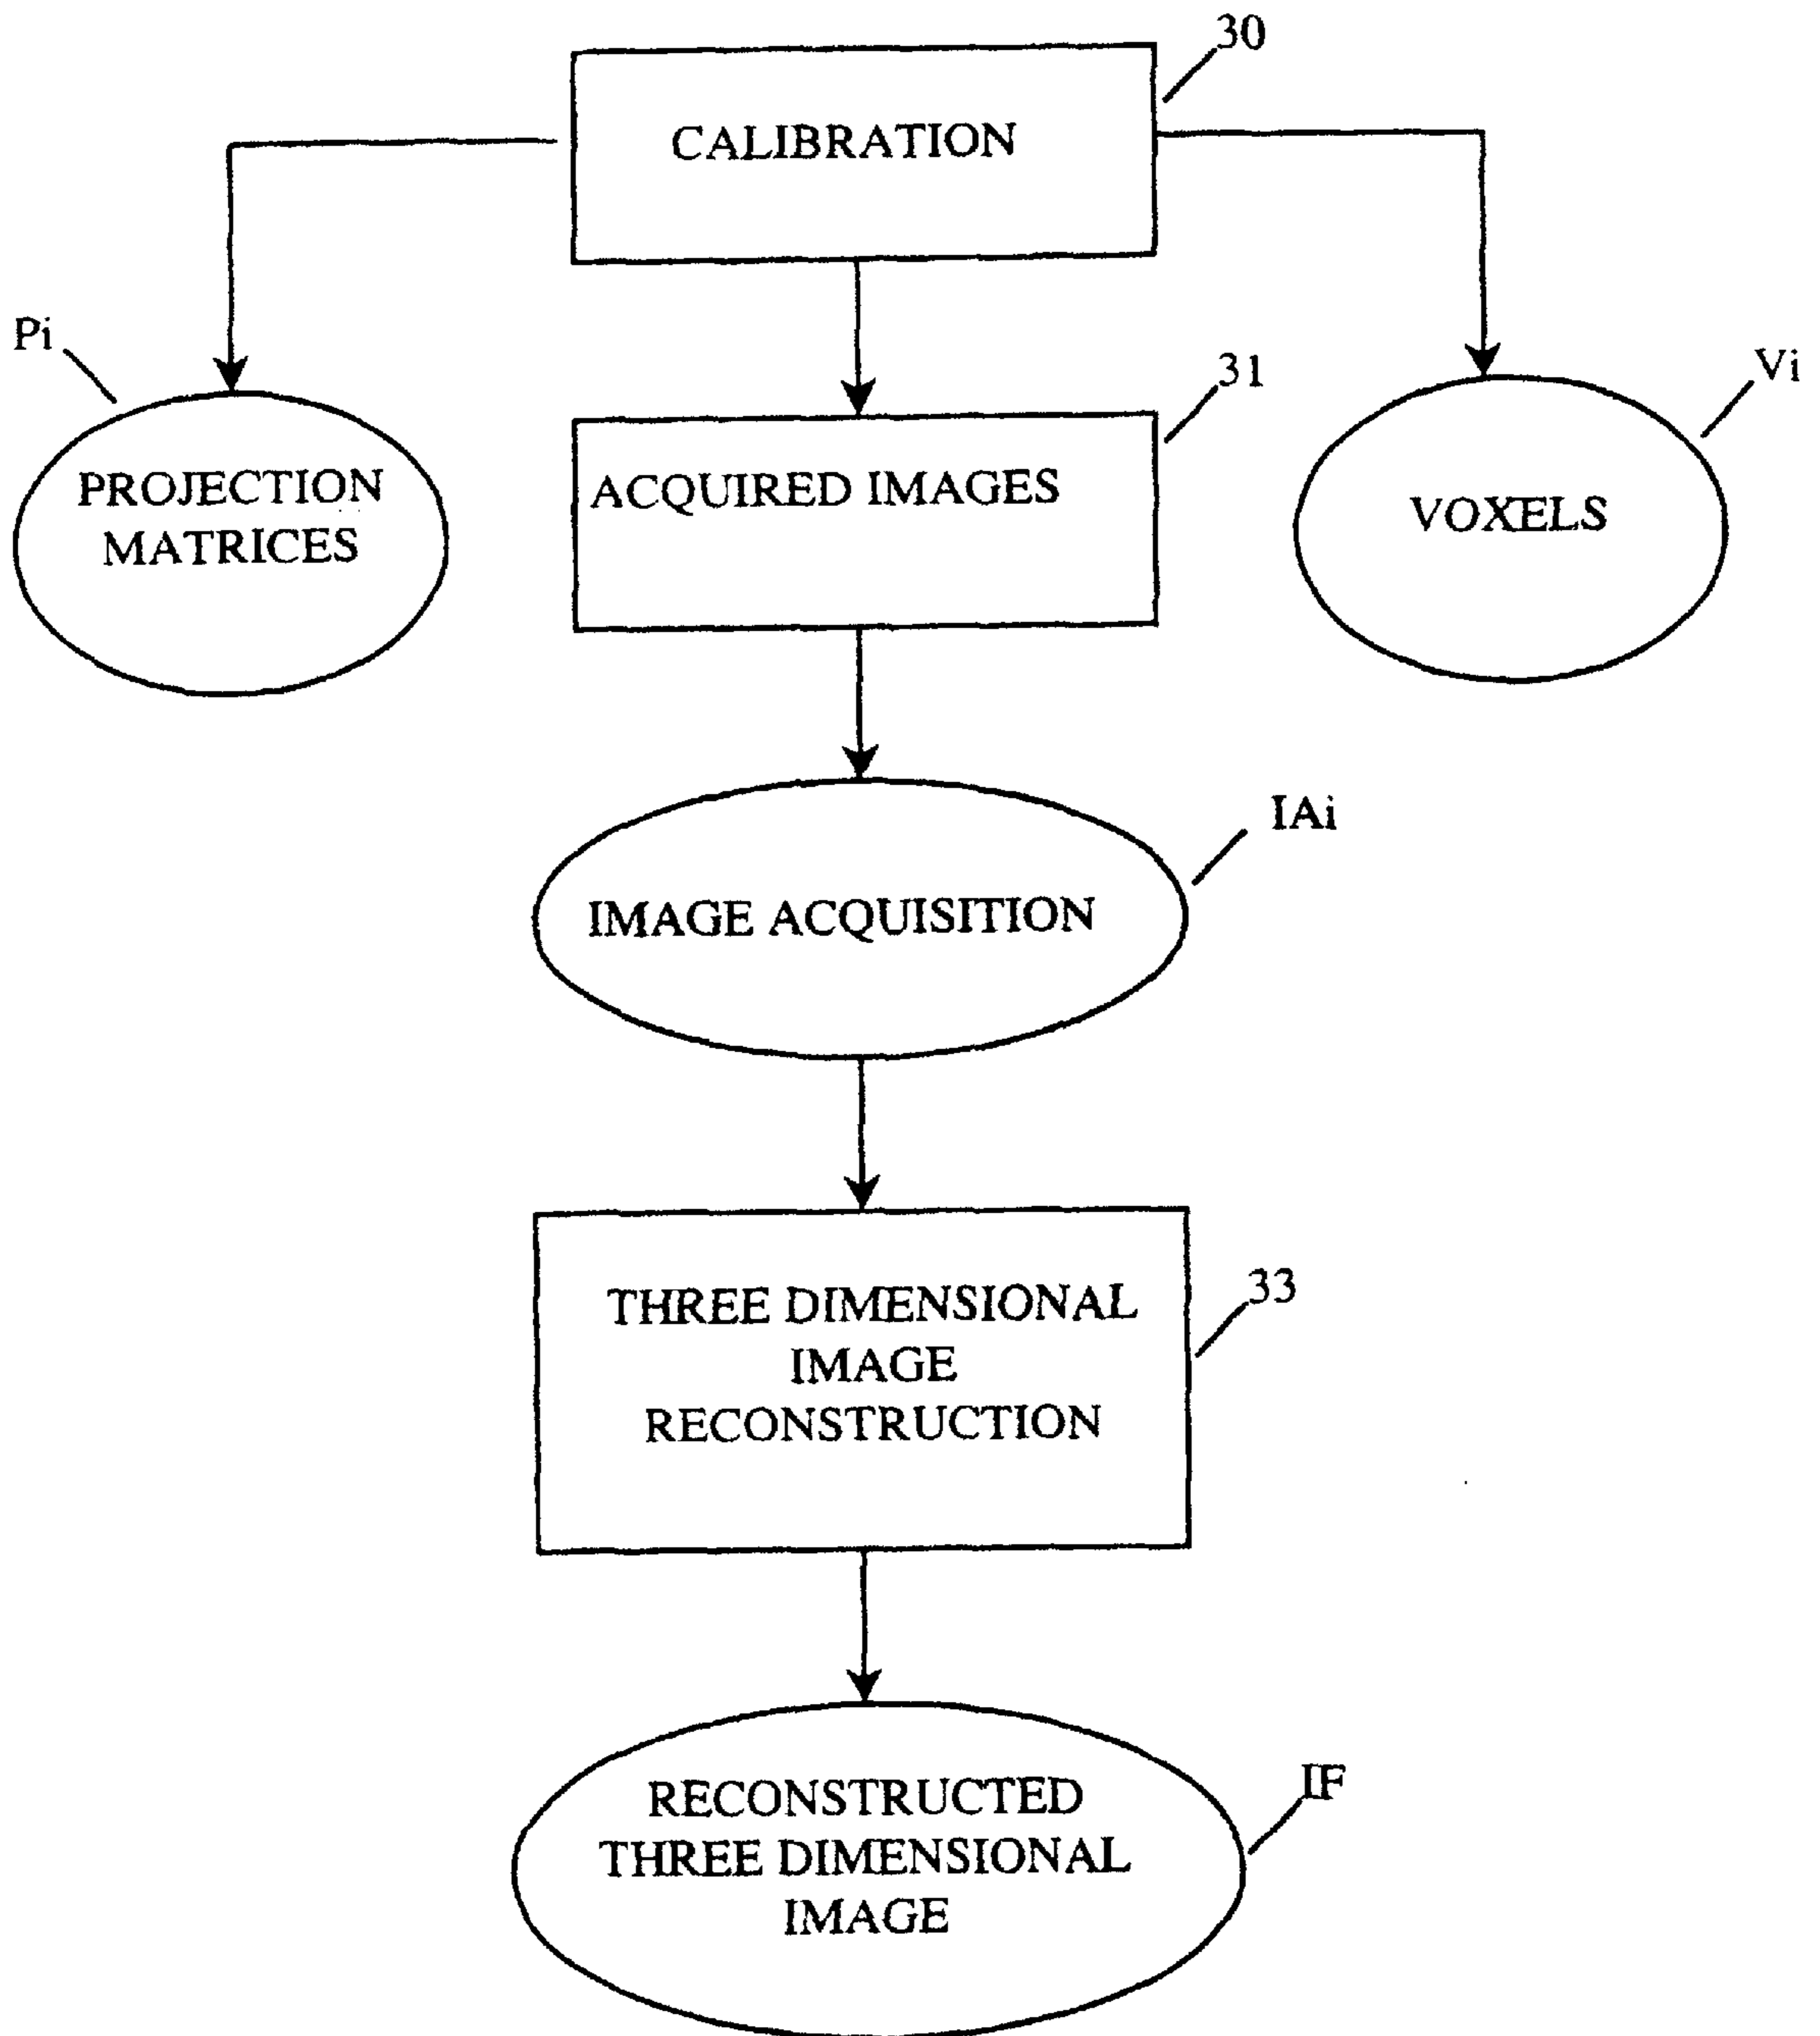 30
CALIBRATION
Pi
31
Vi
PROJECTION
MATRICES
ACQUIRED IMAGES
VOXELS
IAi
IMAGE ACQUISITION
33
THREE DIMENSIONAL
IMAGE
RECONSTRUCTION
IF
RECONSTRUCTED
THREE DIMENSIONAL
IMAGE